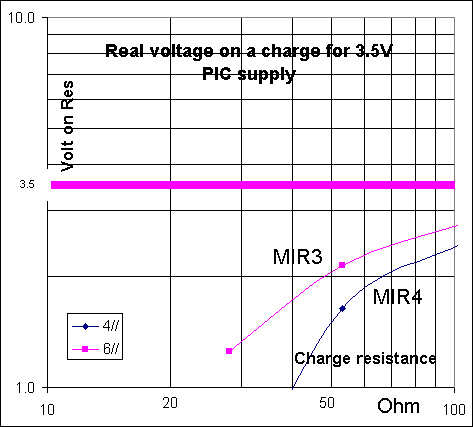 10.0
Real voltage on a charge for 3.5V
PIC supply
Volt on Res
3.5
MIR3
MIR4
4//
6//
Charge resistance
1.0
10
20
50
Ohm
100